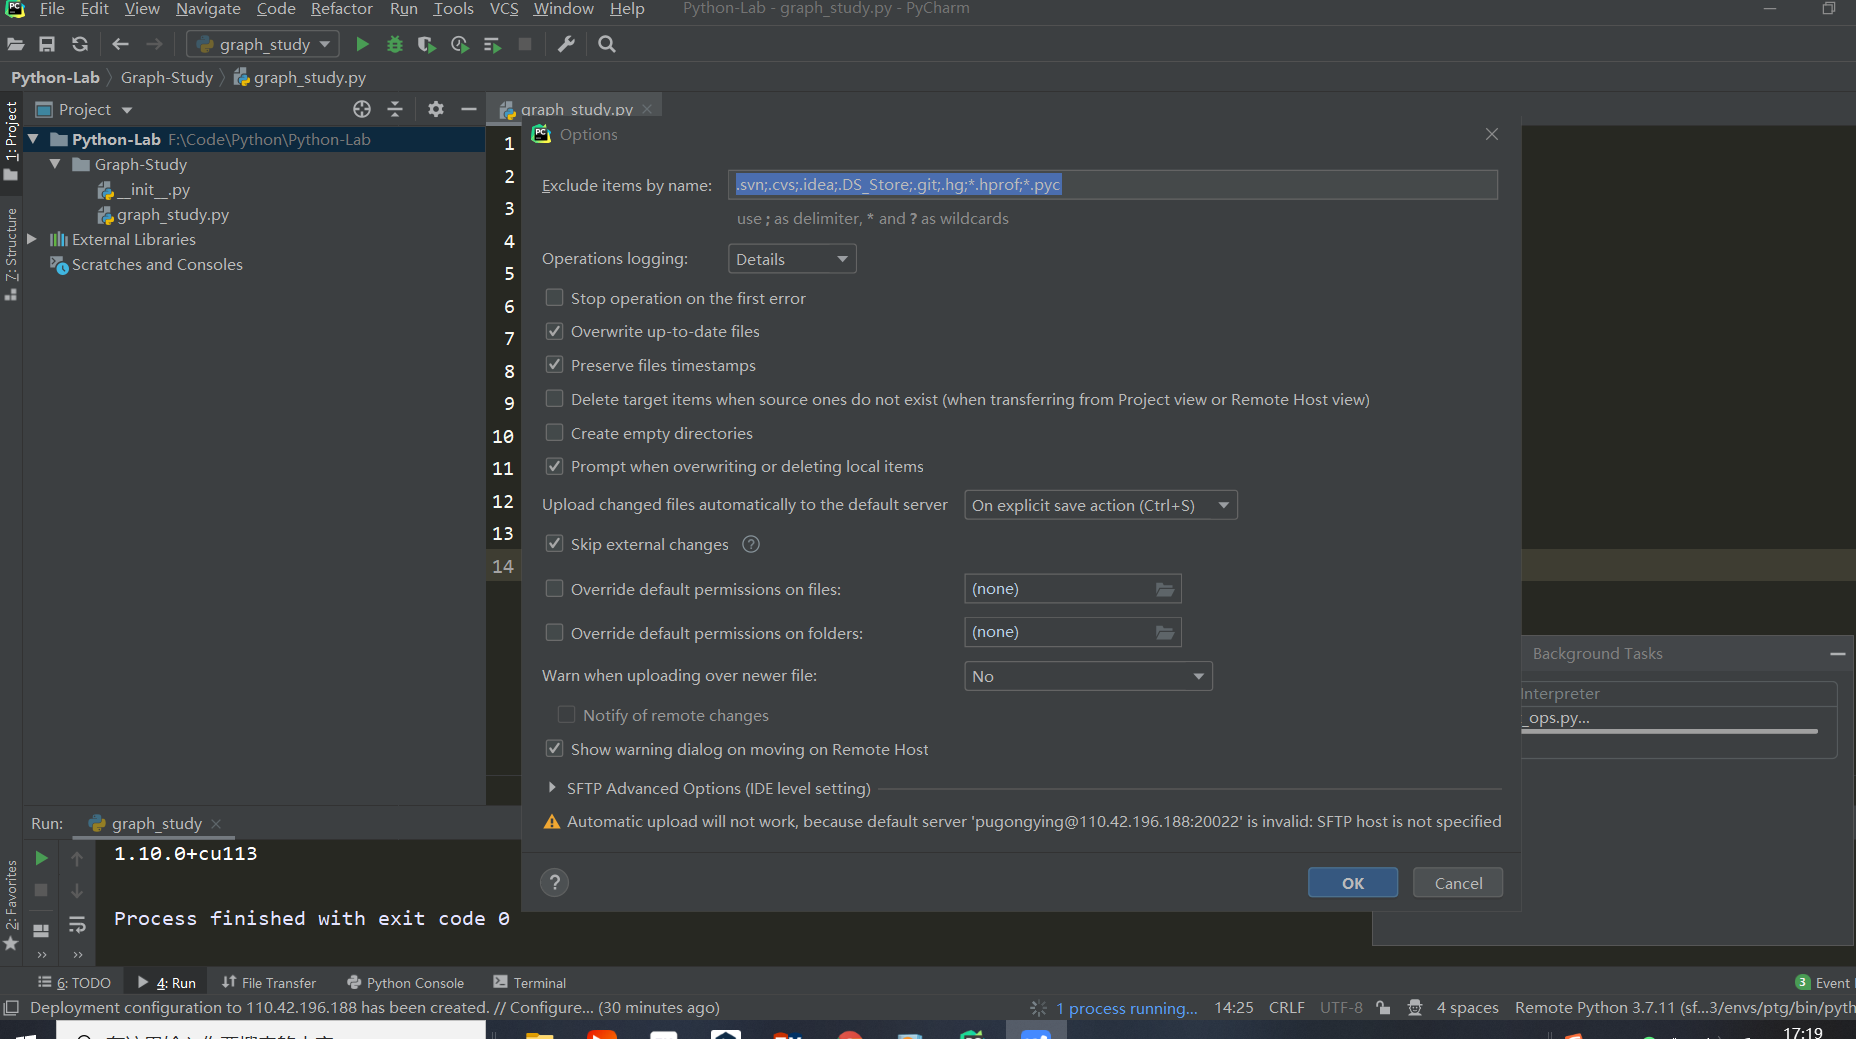 File Edit View Navigate Code Refactor Run Tools VCS Window Help Python-Lab - graph_study.py - PyCharm
graph_study
Python-Lab Graph-Study graph_study.py
1: Project
Project
graph_study.py
Python-Lab F:\Code\Python\Python-Lab
Graph-Study
__init__.py
graph_study.py
External Libraries
Scratches and Consoles
7: Structure
1
2
3
4
5
6
7
8
9
10
11
12
13
14
Options
Exclude items by name: .svn;.cvs;.idea;.DS_Store;.git;.hg;*.hprof;*.pyc
use ; as delimiter, * and ? as wildcards
Operations logging: Details
Stop operation on the first error
Overwrite up-to-date files
Preserve files timestamps
Delete target items when source ones do not exist (when transferring from Project view or Remote Host view)
Create empty directories
Prompt when overwriting or deleting local items
Upload changed files automatically to the default server On explicit save action (Ctrl+S)
Skip external changes ?
Override default permissions on files: (none)
Override default permissions on folders: (none)
Warn when uploading over newer file: No
Notify of remote changes
Show warning dialog on moving on Remote Host
SFTP Advanced Options (IDE level setting)
Automatic upload will not work, because default server 'pugongying@110.42.196.188:20022' is invalid: SFTP host is not specified
? OK Cancel
Background Tasks
Interpreter
_ops.py...
Run: graph_study
1.10.0+cu113
Process finished with exit code 0
2: Favorites
6: TODO 4: Run File Transfer Python Console Terminal 3 Event
Deployment configuration to 110.42.196.188 has been created. // Configure... (30 minutes ago) 1 process running... 14:25 CRLF UTF-8 4 spaces Remote Python 3.7.11 (sf...3/envs/ptg/bin/pyth
17:19